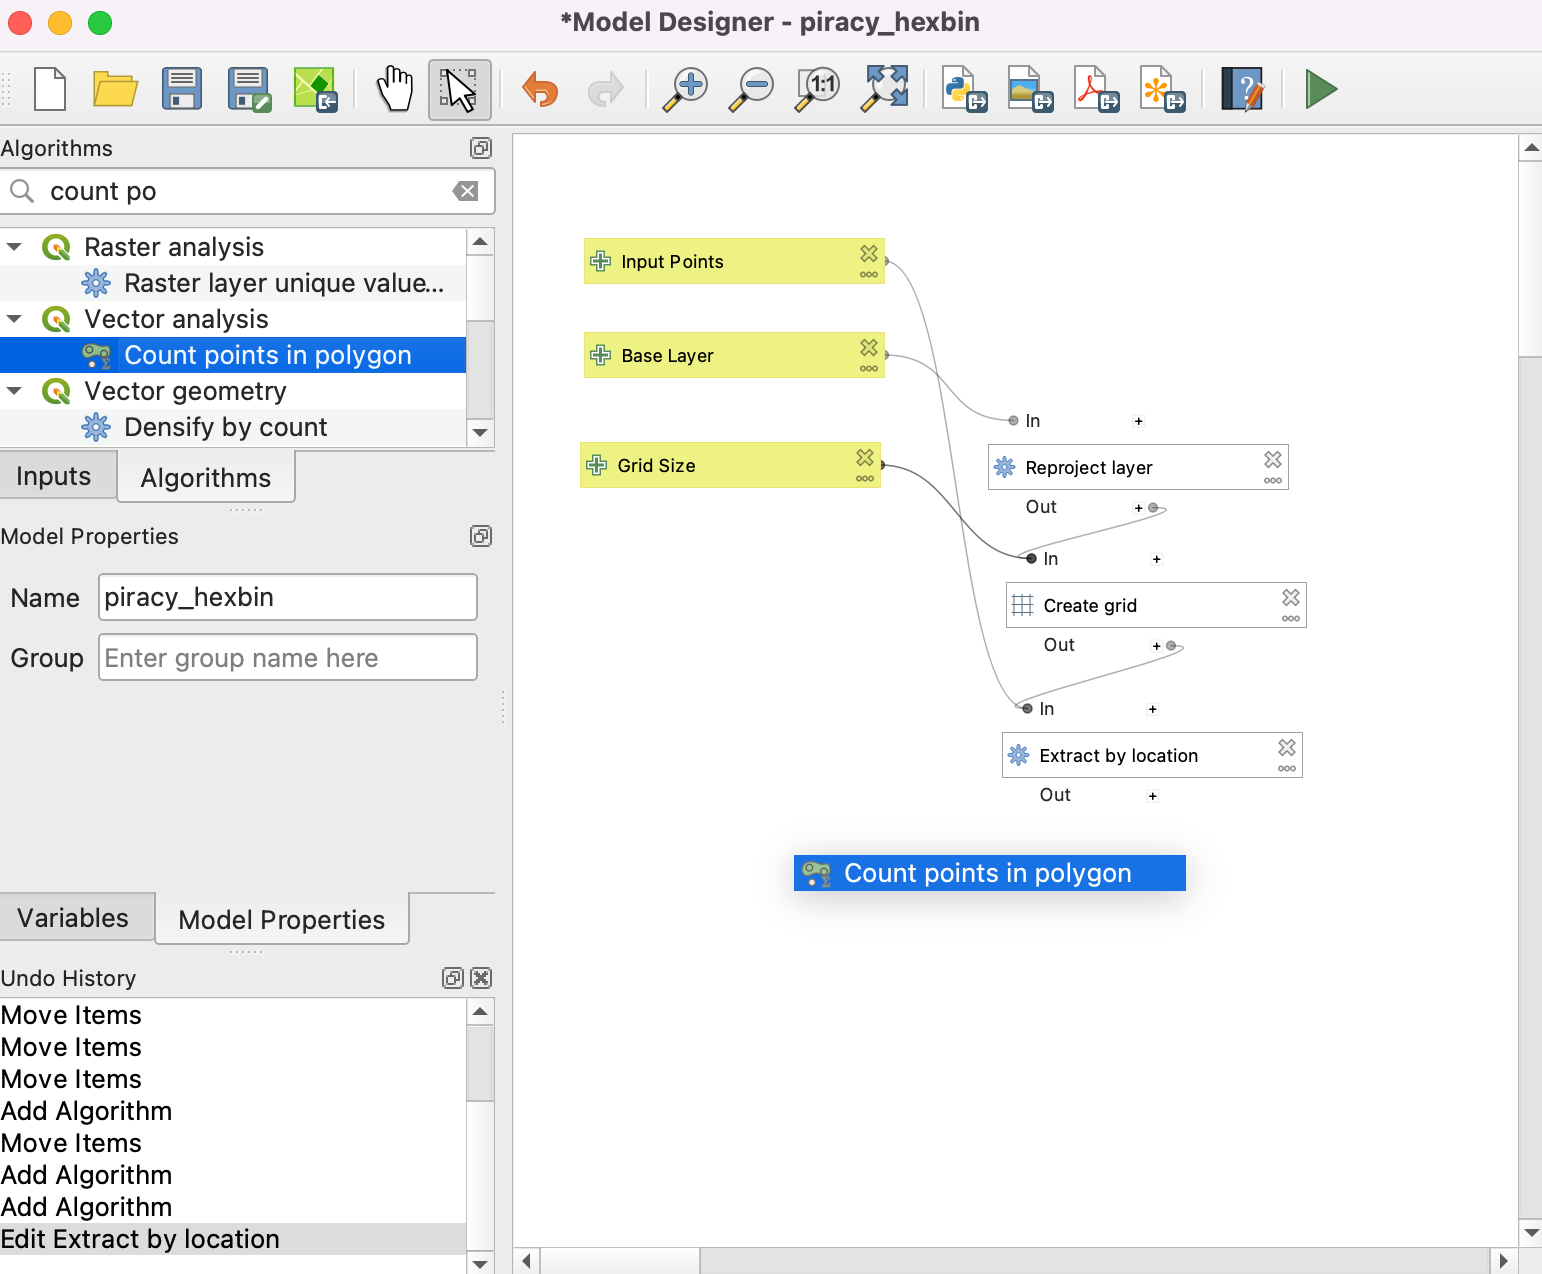 *Model Designer - piracy_hexbin
1:1
Algorithms
count po
Raster analysis
Raster layer unique value...
Vector analysis
Count points in polygon
Vector geometry
Densify by count
Inputs
Algorithms
Model Properties
Name
piracy_hexbin
Group
Enter group name here
Variables
Model Properties
Undo History
Move Items
Move Items
Move Items
Add Algorithm
Move Items
Add Algorithm
Add Algorithm
Edit Extract by location
Input Points
Base Layer
Grid Size
In
Reproject layer
Out
In
Create grid
Out
In
Extract by location
Out
Count points in polygon